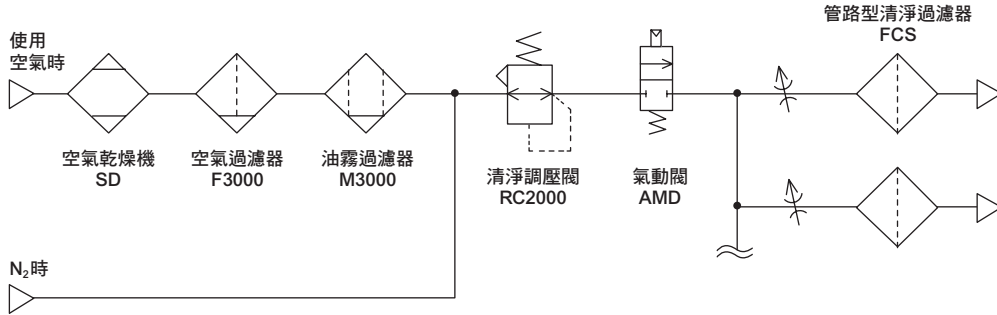 管路型清淨過濾器
FCS
使用
空氣時
空氣乾燥機
SD
空氣過濾器
F3000
油霧過濾器
M3000
清淨調壓閥
RC2000
氣動閥
AMD
N₂時